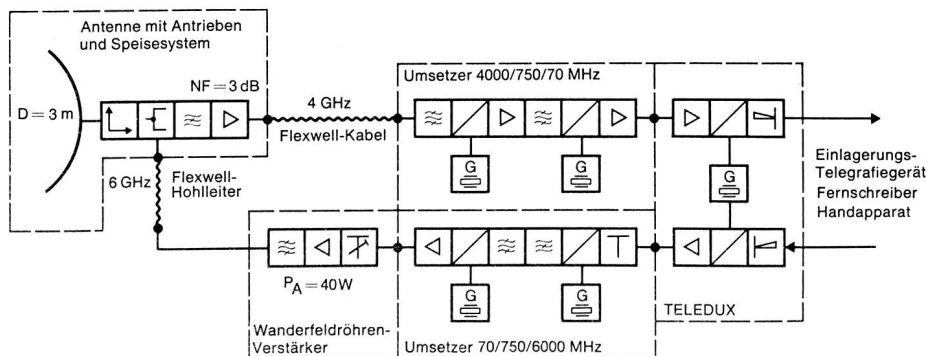 Antenne mit Antrieben
und Speisesystem
D = 3 m
NF = 3 dB
4 GHz
Flexwell-Kabel
Umsetzer 4000/750/70 MHz
G
G
G
Einlagerungs-
Telegrafiegerät
Fernschreiber
Handapparat
6 GHz
Flexwell-
Hohlleiter
P_A = 40 W
G
G
Wanderfeldröhren-
Verstärker
Umsetzer 70/750/6000 MHz
TELEDUX